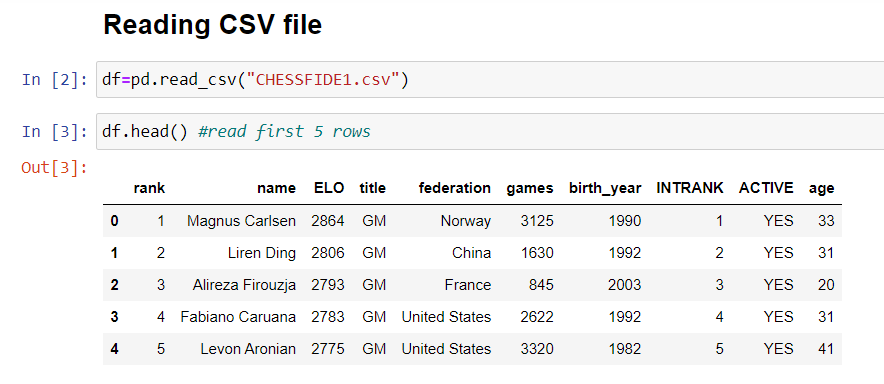 Reading CSV file
In [2]: df=pd.read_csv("CHESSFIDE1.csv")
In [3]: df.head() #read first 5 rows
Out[3]:
rank name ELO title federation games birth_year INTRANK ACTIVE age
0 1 Magnus Carlsen 2864 GM Norway 3125 1990 1 YES 33
1 2 Liren Ding 2806 GM China 1630 1992 2 YES 31
2 3 Alireza Firouzja 2793 GM France 845 2003 3 YES 20
3 4 Fabiano Caruana 2783 GM United States 2622 1992 4 YES 31
4 5 Levon Aronian 2775 GM United States 3320 1982 5 YES 41